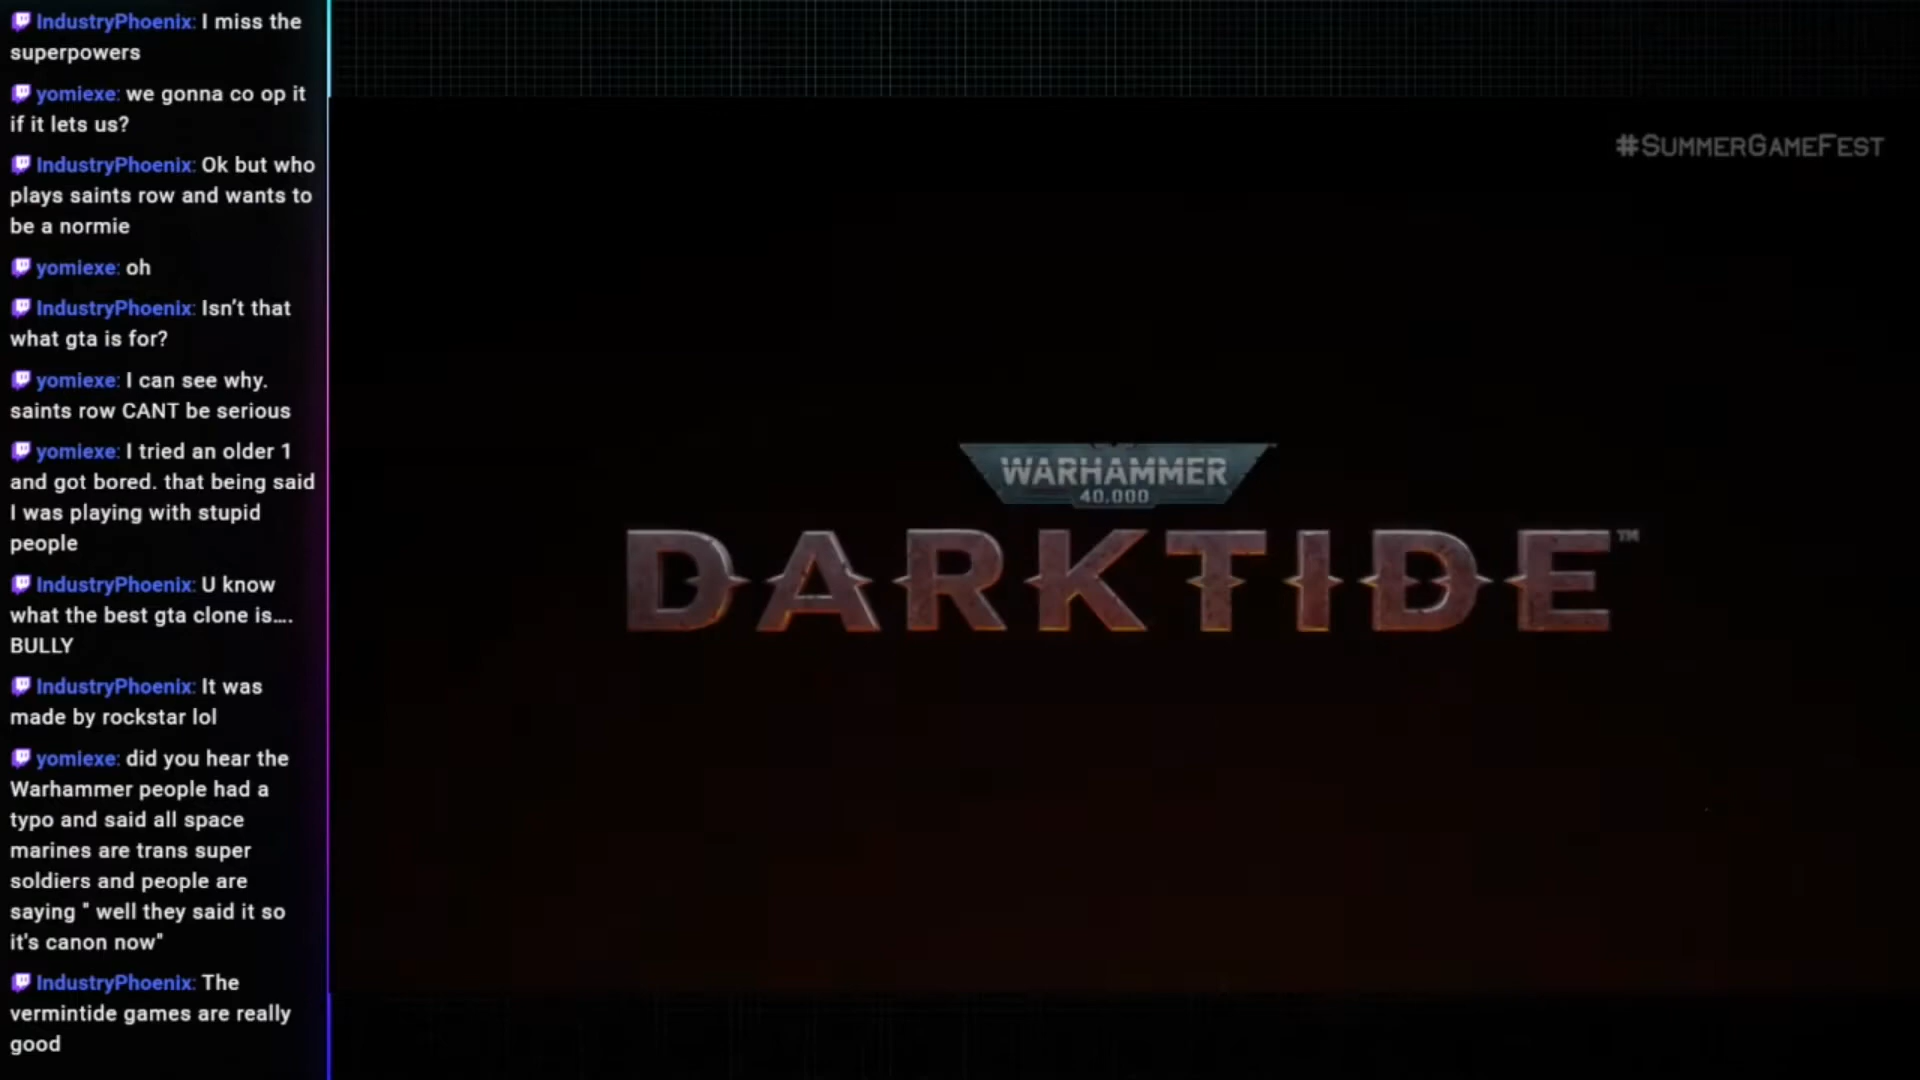 IndustryPhoenix: I miss the
superpowers
yomiexe: we gonna co op it
if it lets us?
IndustryPhoenix: Ok but who
plays saints row and wants to
be a normie
yomiexe: oh
IndustryPhoenix: Isn’t that
what gta is for?
yomiexe: I can see why.
saints row CANT be serious
yomiexe: I tried an older 1
and got bored. that being said
I was playing with stupid
people
IndustryPhoenix: U know
what the best gta clone is….
BULLY
IndustryPhoenix: It was
made by rockstar lol
yomiexe: did you hear the
Warhammer people had a
typo and said all space
marines are trans super
soldiers and people are
saying " well they said it so
it's canon now"
IndustryPhoenix: The
vermintide games are really
good
#SUMMERGAMEFEST
WARHAMMER
40,000
DARKTIDE™